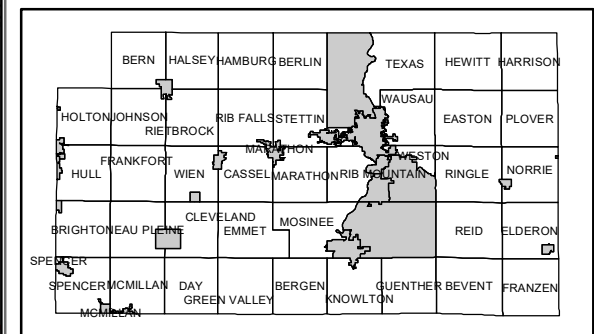 BERN HALSEY HAMBURG BERLIN TEXAS HEWITT HARRISON
WAUSAU
HOLTON JOHNSON RIB FALLS STETTIN EASTON PLOVER
RIETBROCK
MARATHON WESTON
FRANKFORT
HULL WIEN CASSEL MARATHON RIB MOUNTAIN RINGLE NORRIE
CLEVELAND MOSINEE
BRIGHTON EAU PLEINE EMMET REID ELDERON
SPENCER
SPENCER MCMILLAN DAY BERGEN GUENTHER BEVENT FRANZEN
GREEN VALLEY KNOWLTON
MCMILLAN